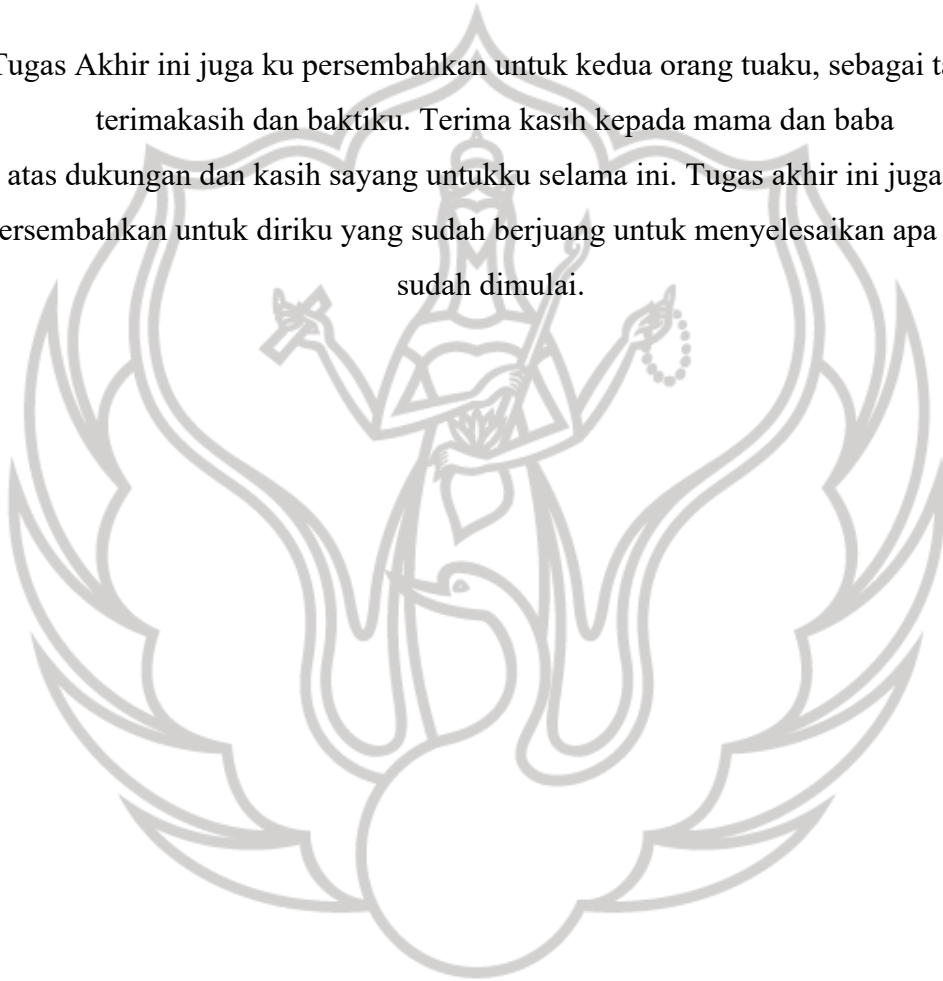 Tugas Akhir ini juga ku persembahkan untuk kedua orang tuaku, sebagai
terimakasih dan baktiku. Terima kasih kepada mama dan baba
atas dukungan dan kasih sayang untukku selama ini. Tugas akhir ini juga
ersembahkan untuk diriku yang sudah berjuang untuk menyelesaikan apa
sudah dimulai.